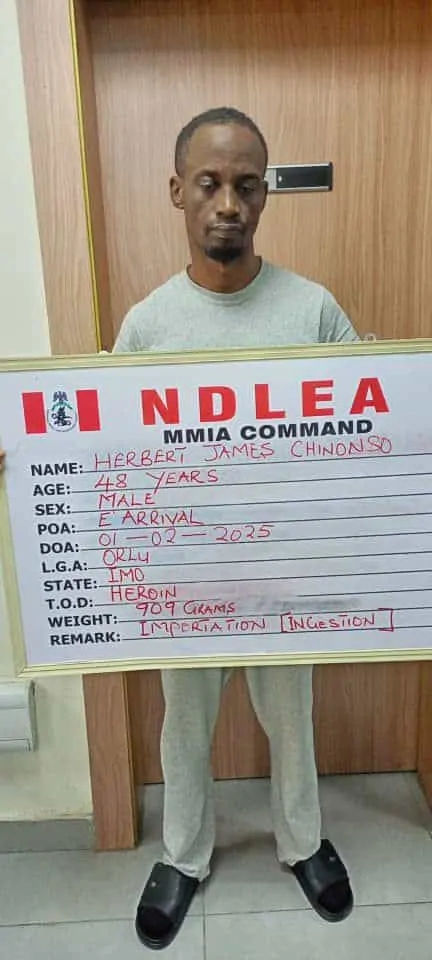 NDLEA
MMIA COMMAND
NAME: HERBERT JAMES CHINONSO
AGE: 48 YEARS
SEX: MALE
POA: E' ARRIVAL
DOA: 01-02-2025
L.G.A: ORLU
STATE: IMO
T.O.D: HEROIN
WEIGHT: 909 GRAMS
REMARK: IMPORTATION [INGESTION]